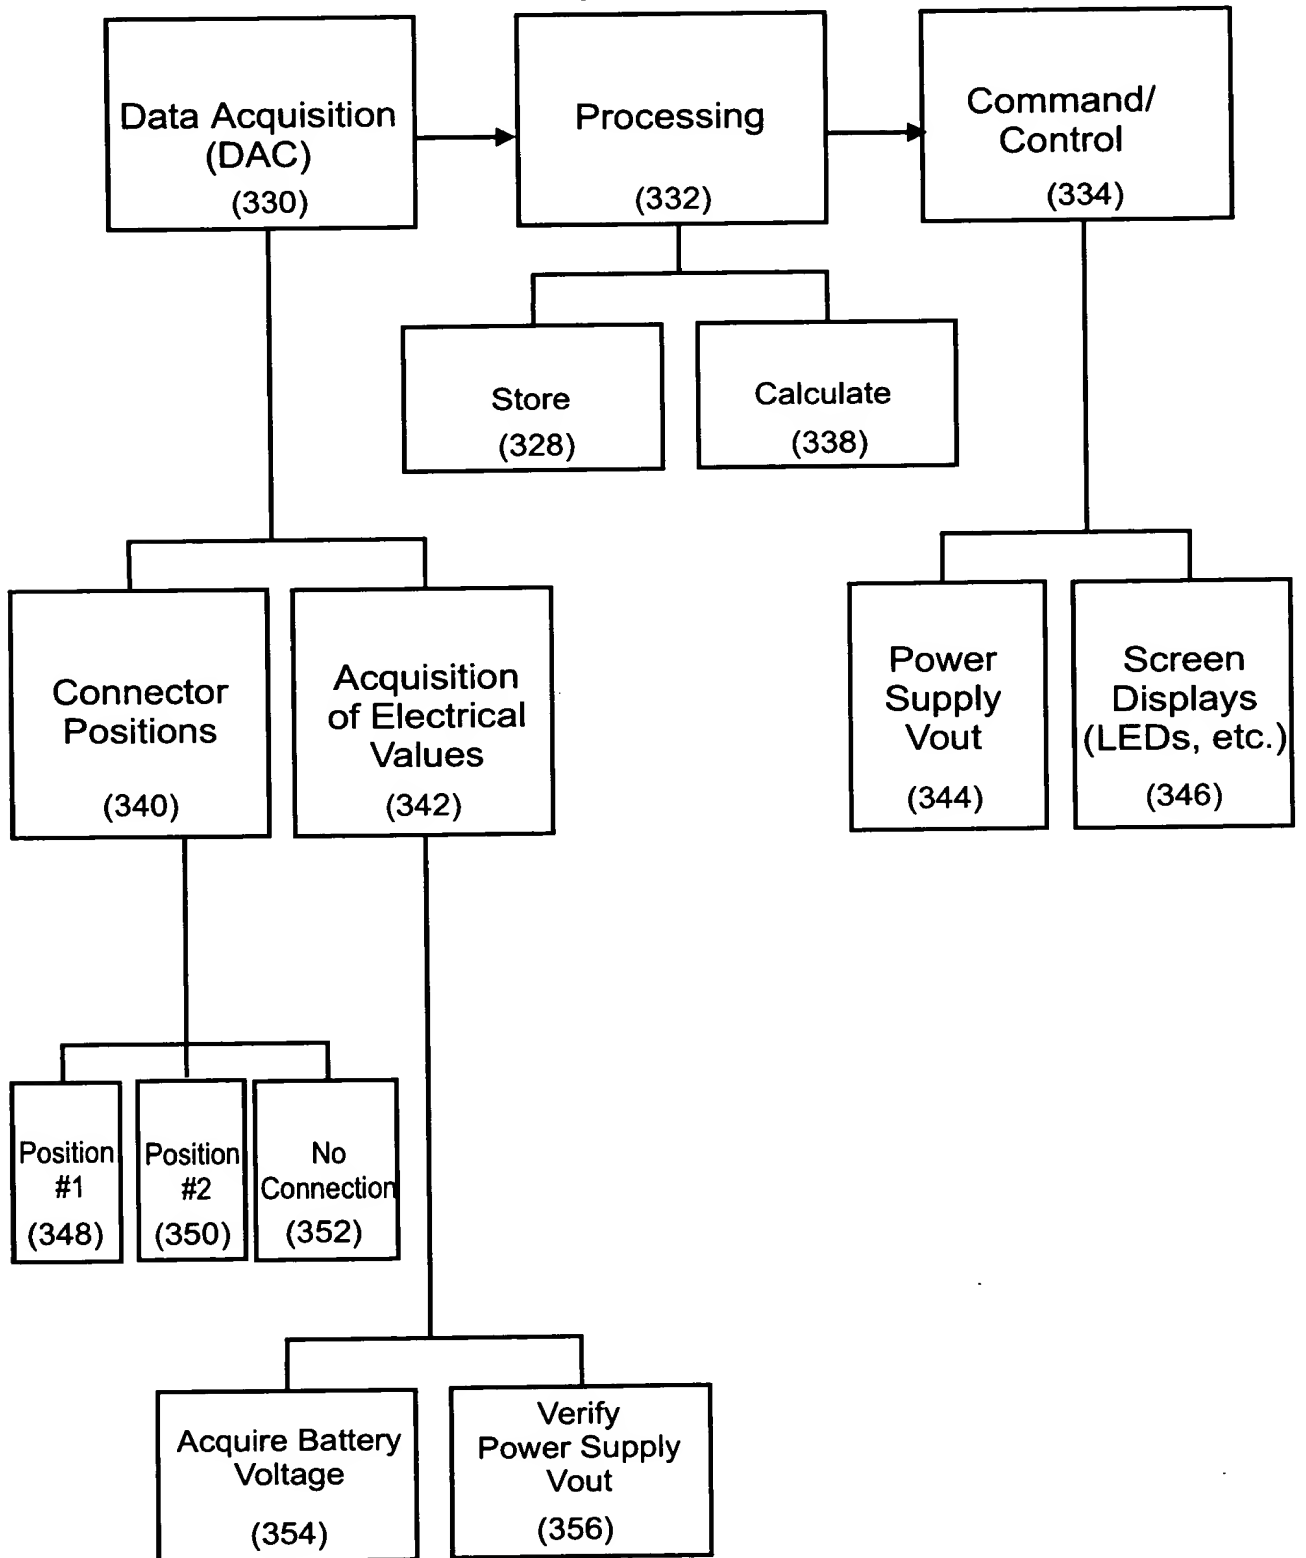 Data Acquisition
(DAC)
(330)
Processing
(332)
Command/
Control
(334)
Store
(328)
Calculate
(338)
Connector
Positions
(340)
Acquisition
of Electrical
Values
(342)
Power
Supply
Vout
(344)
Screen
Displays
(LEDs, etc.)
(346)
Position
#1
(348)
Position
#2
(350)
No
Connection
(352)
Acquire Battery
Voltage
(354)
Verify
Power Supply
Vout
(356)